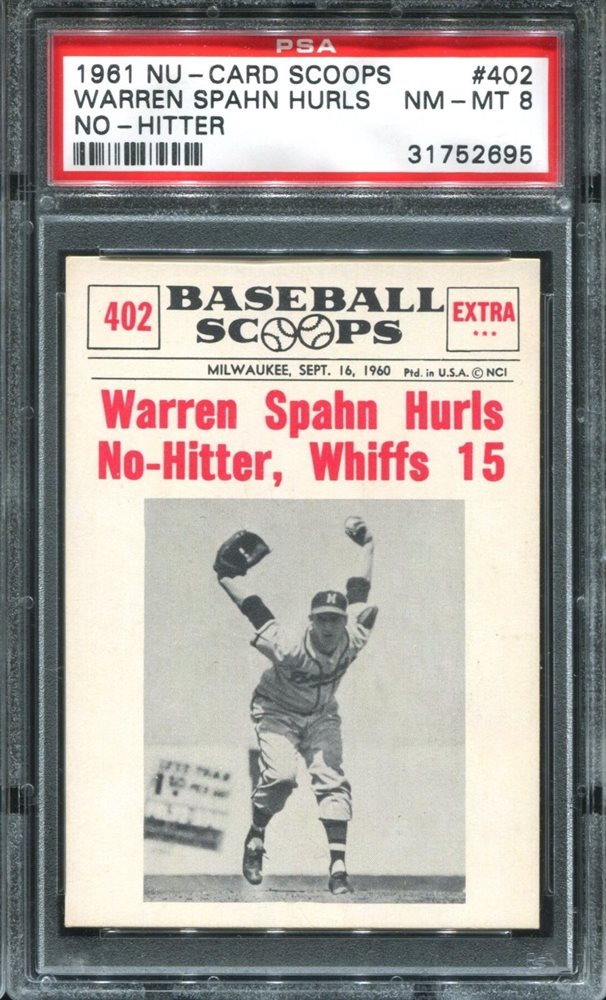 PSA
1961 NU-CARD SCOOPS #402
WARREN SPAHN HURLS NM-MT 8
NO-HITTER
31752695
402 BASEBALL SCOOPS EXTRA
***
MILWAUKEE, SEPT. 16, 1960 Ptd. in U.S.A. © NCI
Warren Spahn Hurls
No-Hitter, Whiffs 15
M